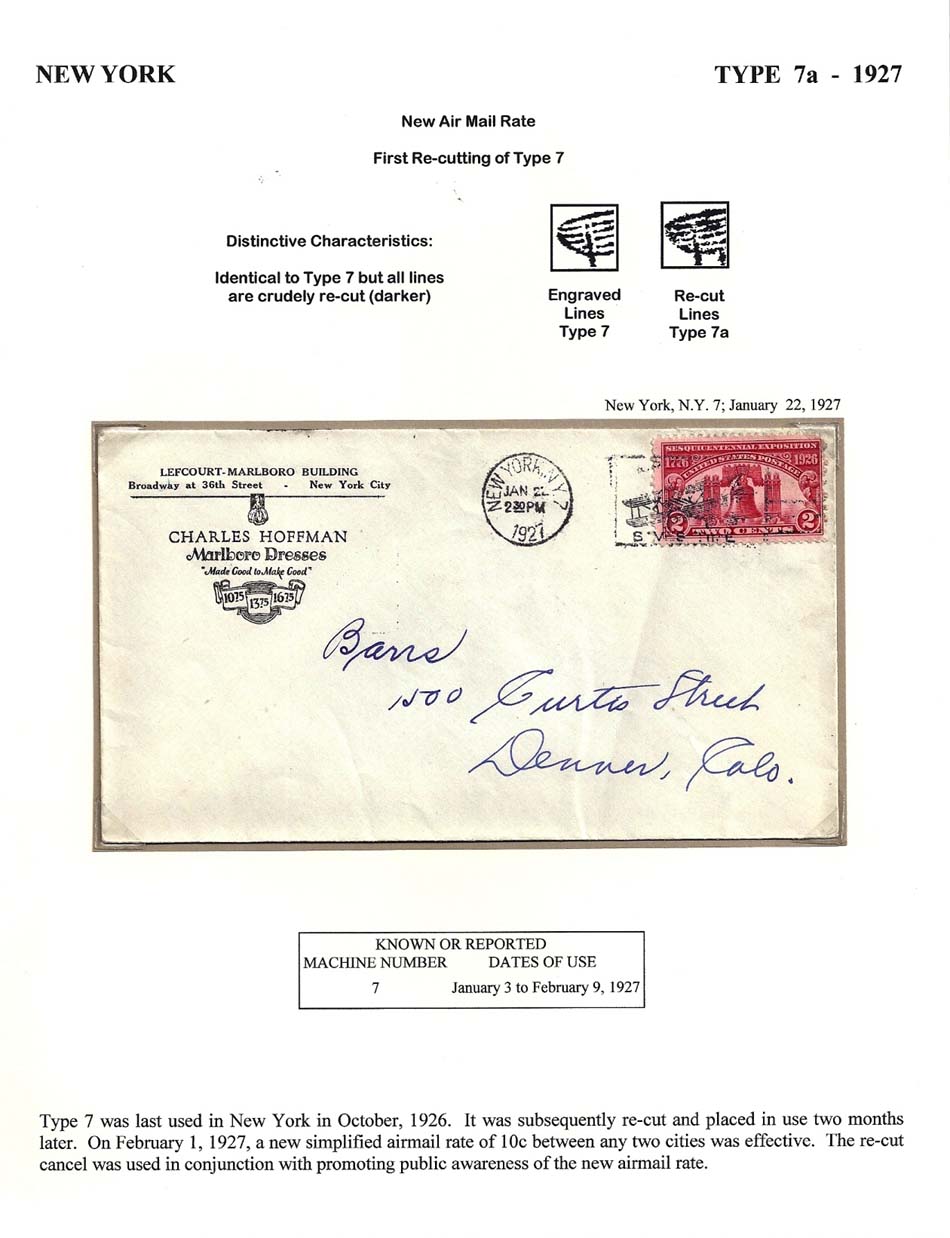 NEW YORK
TYPE 7a - 1927
New Air Mail Rate
First Re-cutting of Type 7
Distinctive Characteristics:
Identical to Type 7 but all lines
are crudely re-cut (darker)
Engraved
Lines
Type 7
Re-cut
Lines
Type 7a
New York, N.Y. 7; January 22, 1927
LEFCOURT-MARLBORO BUILDING
Broadway at 36th Street - New York City
CHARLES HOFFMAN
Marlboro Dresses
"Made Good to Make Good"
1075 1375 1675
NEW YORK, N.Y. 7
JAN 22
230PM
1927
SESQUICENTENNIAL EXPOSITION
1776 1926
UNITED STATES POSTAGE
2 2
TWO CENTS
Barrs
1500 Curtis Street
Denver, Colo.
KNOWN OR REPORTED
MACHINE NUMBER DATES OF USE
7 January 3 to February 9, 1927
Type 7 was last used in New York in October, 1926. It was subsequently re-cut and placed in use two months
later. On February 1, 1927, a new simplified airmail rate of 10c between any two cities was effective. The re-cut
cancel was used in conjunction with promoting public awareness of the new airmail rate.